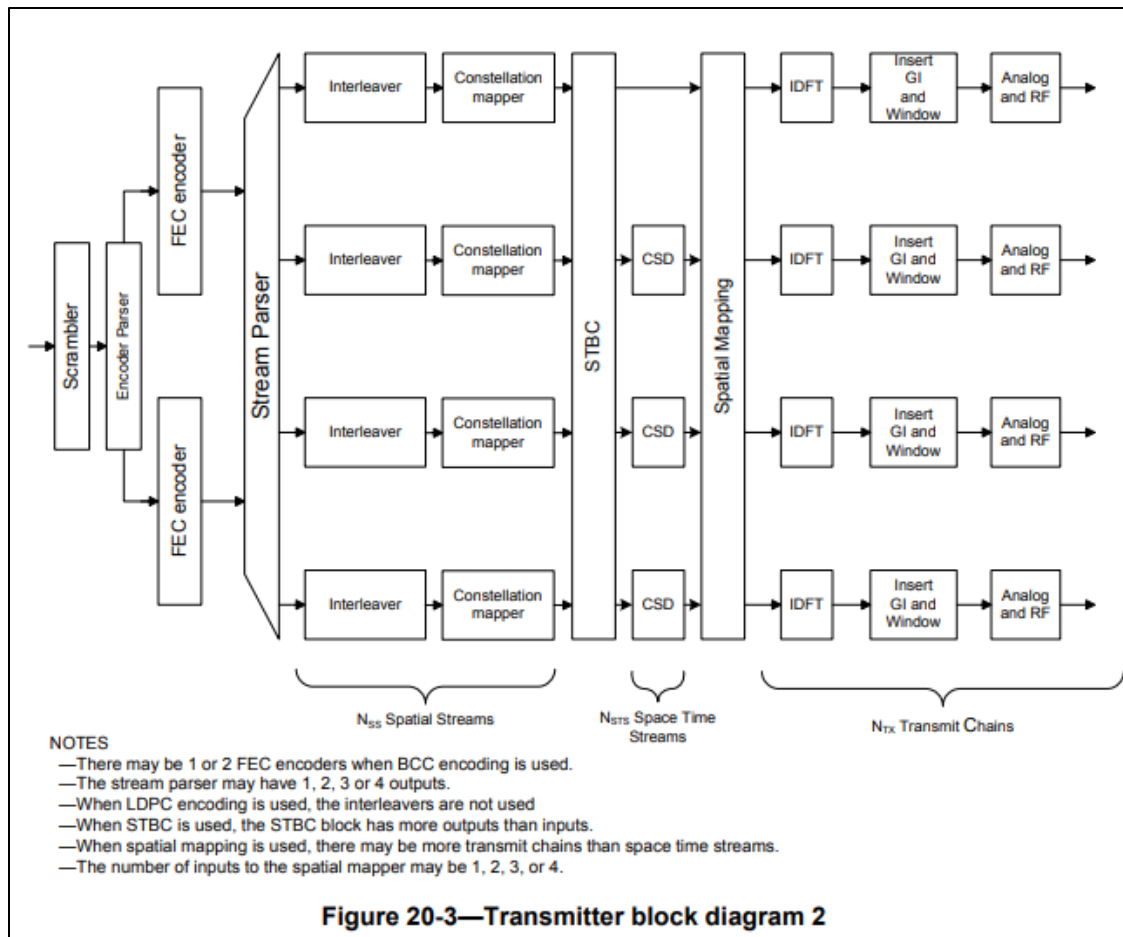 Scrambler
Encoder Parser
FEC encoder
FEC encoder
Stream Parser
Interleaver
Constellation
mapper
STBC
Spatial Mapping
IDFT
Insert
GI
and
Window
Analog
and RF
Interleaver
Constellation
mapper
CSD
IDFT
Insert
GI and
Window
Analog
and RF
Interleaver
Constellation
mapper
CSD
IDFT
Insert
GI and
Window
Analog
and RF
Interleaver
Constellation
mapper
CSD
IDFT
Insert
GI and
Window
Analog
and RF
NSS Spatial Streams
NSTS Space Time
Streams
NTX Transmit Chains
NOTES
—There may be 1 or 2 FEC encoders when BCC encoding is used.
—The stream parser may have 1, 2, 3 or 4 outputs.
—When LDPC encoding is used, the interleavers are not used
—When STBC is used, the STBC block has more outputs than inputs.
—When spatial mapping is used, there may be more transmit chains than space time streams.
—The number of inputs to the spatial mapper may be 1, 2, 3, or 4.
Figure 20-3—Transmitter block diagram 2